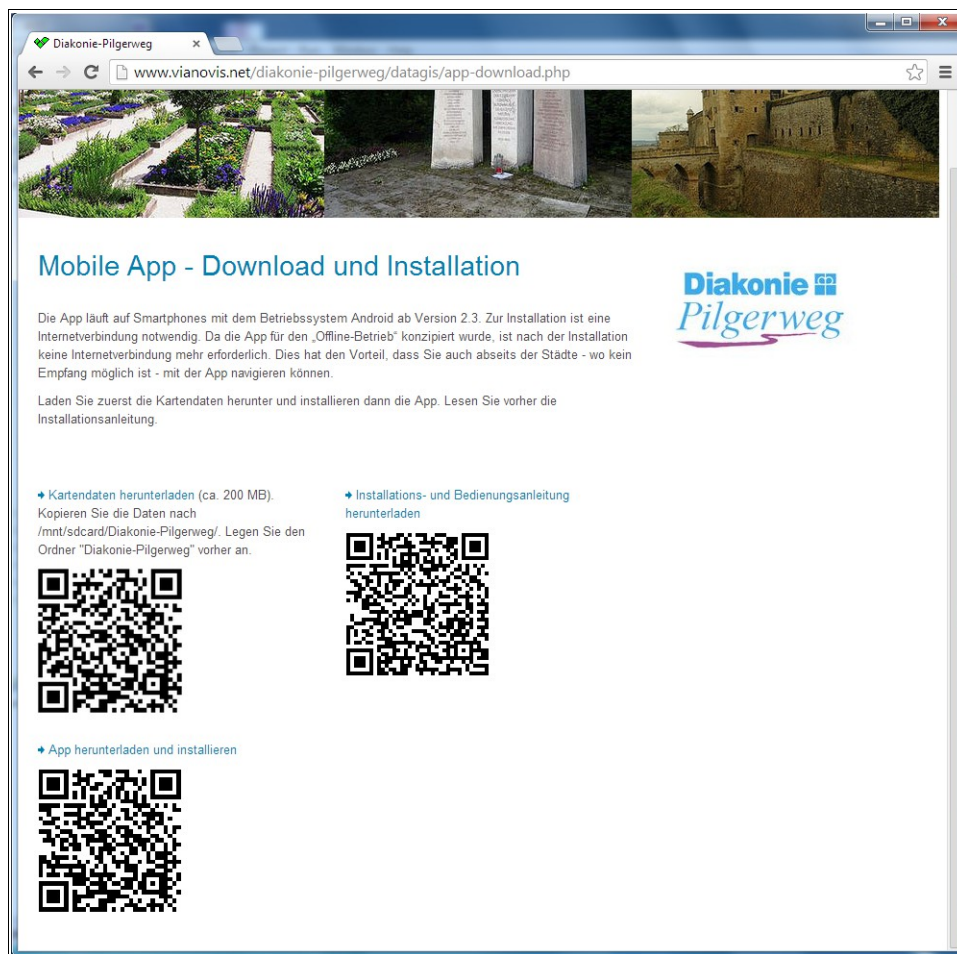 Diakonie-Pilgerweg
www.vianovis.net/diakonie-pilgerweg/datagis/app-download.php
Mobile App - Download und Installation
Diakonie
Pilgerweg
Die App läuft auf Smartphones mit dem Betriebssystem Android ab Version 2.3. Zur Installation ist eine
Internetverbindung notwendig. Da die App für den „Offline-Betrieb“ konzipiert wurde, ist nach der Installation
keine Internetverbindung mehr erforderlich. Dies hat den Vorteil, dass Sie auch abseits der Städte - wo kein
Empfang möglich ist - mit der App navigieren können.
Laden Sie zuerst die Kartendaten herunter und installieren dann die App. Lesen Sie vorher die
Installationsanleitung.
Kartendaten herunterladen (ca. 200 MB).
Kopieren Sie die Daten nach
/mnt/sdcard/Diakonie-Pilgerweg/. Legen Sie den
Ordner "Diakonie-Pilgerweg" vorher an.
Installations- und Bedienungsanleitung
herunterladen
App herunterladen und installieren